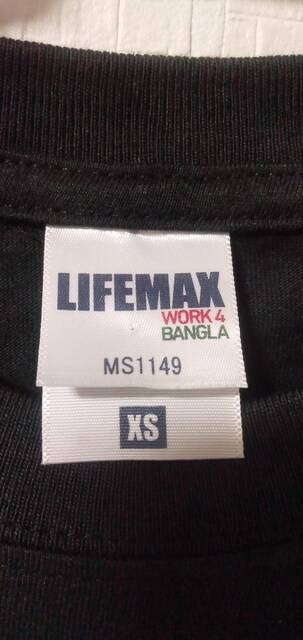 LIFEMAX
WORK 4
BANGLA
MS1149
XS